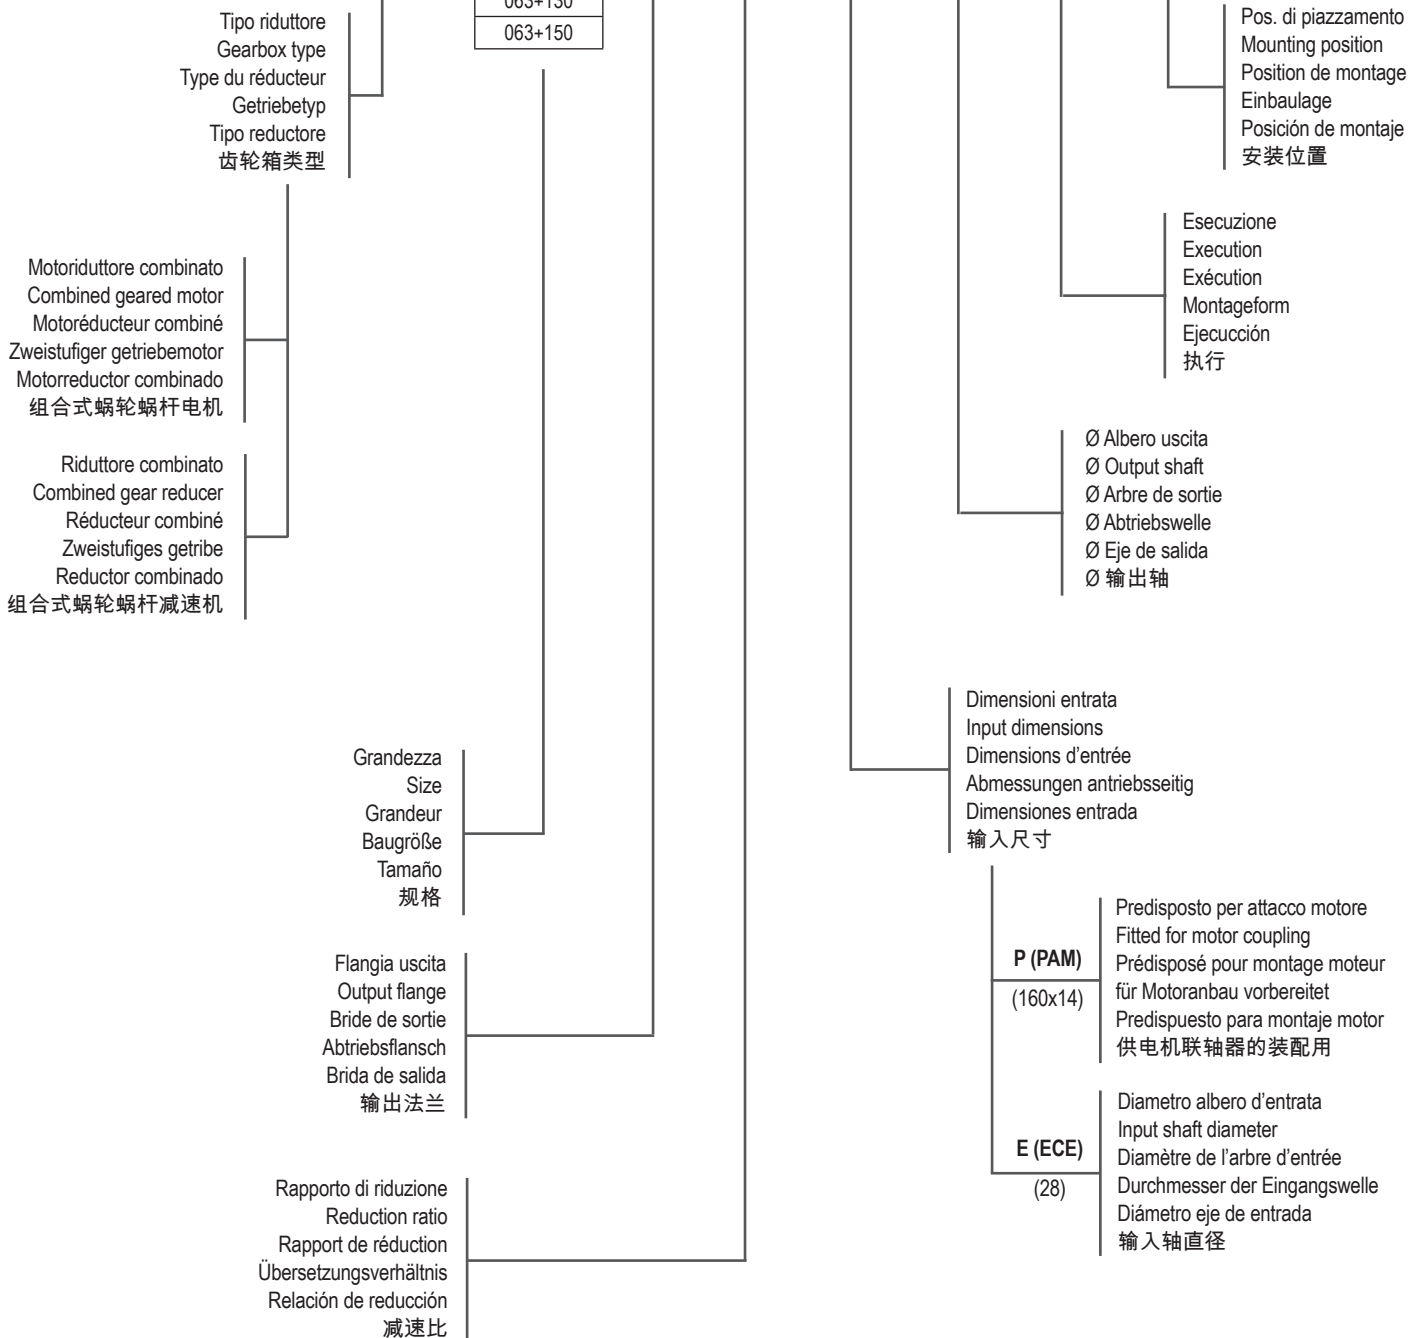 063+130
063+150
Tipo riduttore
Gearbox type
Type du réducteur
Getriebetyp
Tipo reductore
齿轮箱类型
Pos. di piazzamento
Mounting position
Position de montage
Einbaulage
Posición de montaje
安装位置
Motoriduttore combinato
Combined geared motor
Motoréducteur combiné
Zweistufiger getriebemotor
Motorreductor combinado
组合式蜗轮蜗杆电机
Esecuzione
Execution
Exécution
Montageform
Ejecucción
执行
Riduttore combinato
Combined gear reducer
Réducteur combiné
Zweistufiges getribe
Reductor combinado
组合式蜗轮蜗杆减速机
Ø Albero uscita
Ø Output shaft
Ø Arbre de sortie
Ø Abtriebswelle
Ø Eje de salida
Ø 输出轴
Grandezza
Size
Grandeur
Baugröße
Tamaño
规格
Dimensioni entrata
Input dimensions
Dimensions d’entrée
Abmessungen antriebsseitig
Dimensiones entrada
输入尺寸
Flangia uscita
Output flange
Bride de sortie
Abtriebsflansch
Brida de salida
输出法兰
P (PAM)
(160x14)
Predisposto per attacco motore
Fitted for motor coupling
Prédisposé pour montage moteur
für Motoranbau vorbereitet
Predispuesto para montaje motor
供电机联轴器的装配用
E (ECE)
(28)
Diametro albero d’entrata
Input shaft diameter
Diamètre de l’arbre d’entrée
Durchmesser der Eingangswelle
Diámetro eje de entrada
输入轴直径
Rapporto di riduzione
Reduction ratio
Rapport de réduction
Übersetzungsverhältnis
Relación de reducción
减速比